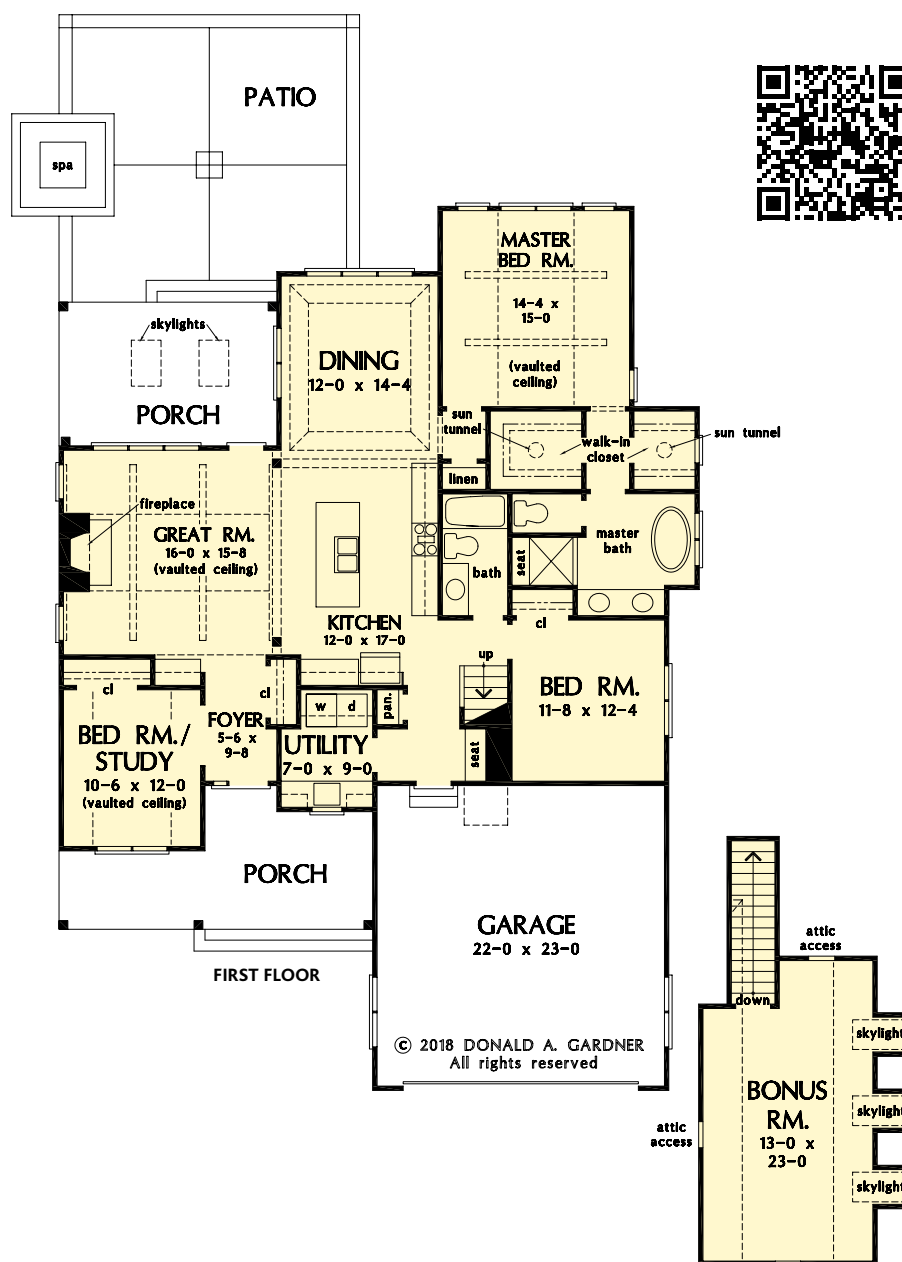 PATIO
spa
MASTER
BED RM.
14-4 x
15-0
(vaulted
ceiling)
skylights
DINING
12-0 x 14-4
PORCH
sun
tunnel
walk-in
closet
sun tunnel
linen
fireplace
GREAT RM.
16-0 x 15-8
(vaulted ceiling)
master
bath
seat
bath
KITCHEN
12-0 x 17-0
cl
up
BED RM.
11-8 x 12-4
cl
cl
w
d
pan.
FOYER
5-6 x
9-8
UTILITY
7-0 x 9-0
seat
BED RM./
STUDY
10-6 x 12-0
(vaulted ceiling)
PORCH
GARAGE
22-0 x 23-0
FIRST FLOOR
© 2018 DONALD A. GARDNER
All rights reserved
attic
access
down
skylight
BONUS
RM.
13-0 x
23-0
skylight
attic
access
skylight